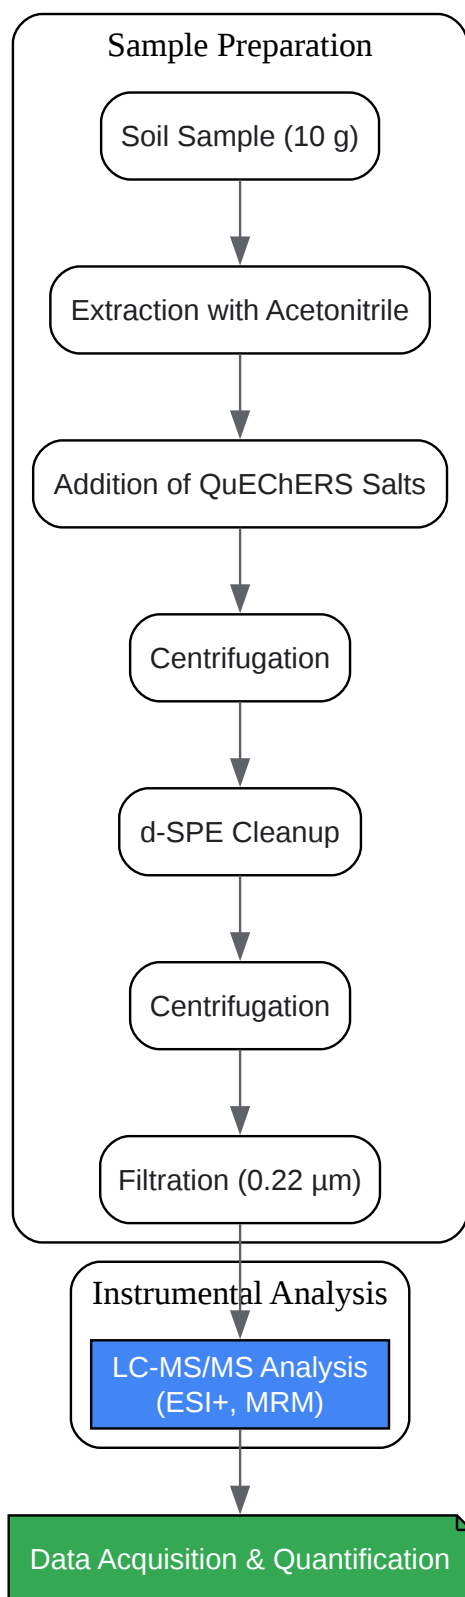 Sample Preparation
Soil Sample (10 g)
Extraction with Acetonitrile
Addition of QuEChERS Salts
Centrifugation
d-SPE Cleanup
Centrifugation
Filtration (0.22 µm)
Instrumental Analysis
LC-MS/MS Analysis
(ESI+, MRM)
Data Acquisition & Quantification